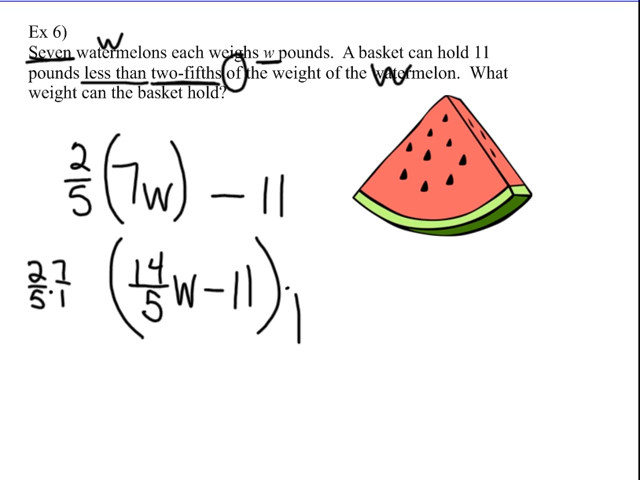 Ex 6)
Seven watermelons each weighs w pounds. A basket can hold 11
w
pounds less than two-fifths of the weight of the watermelon. What
w
weight can the basket hold?
2/5 (7w) - 11
2/5 · 7/1 (14/5 w - 11) · 1